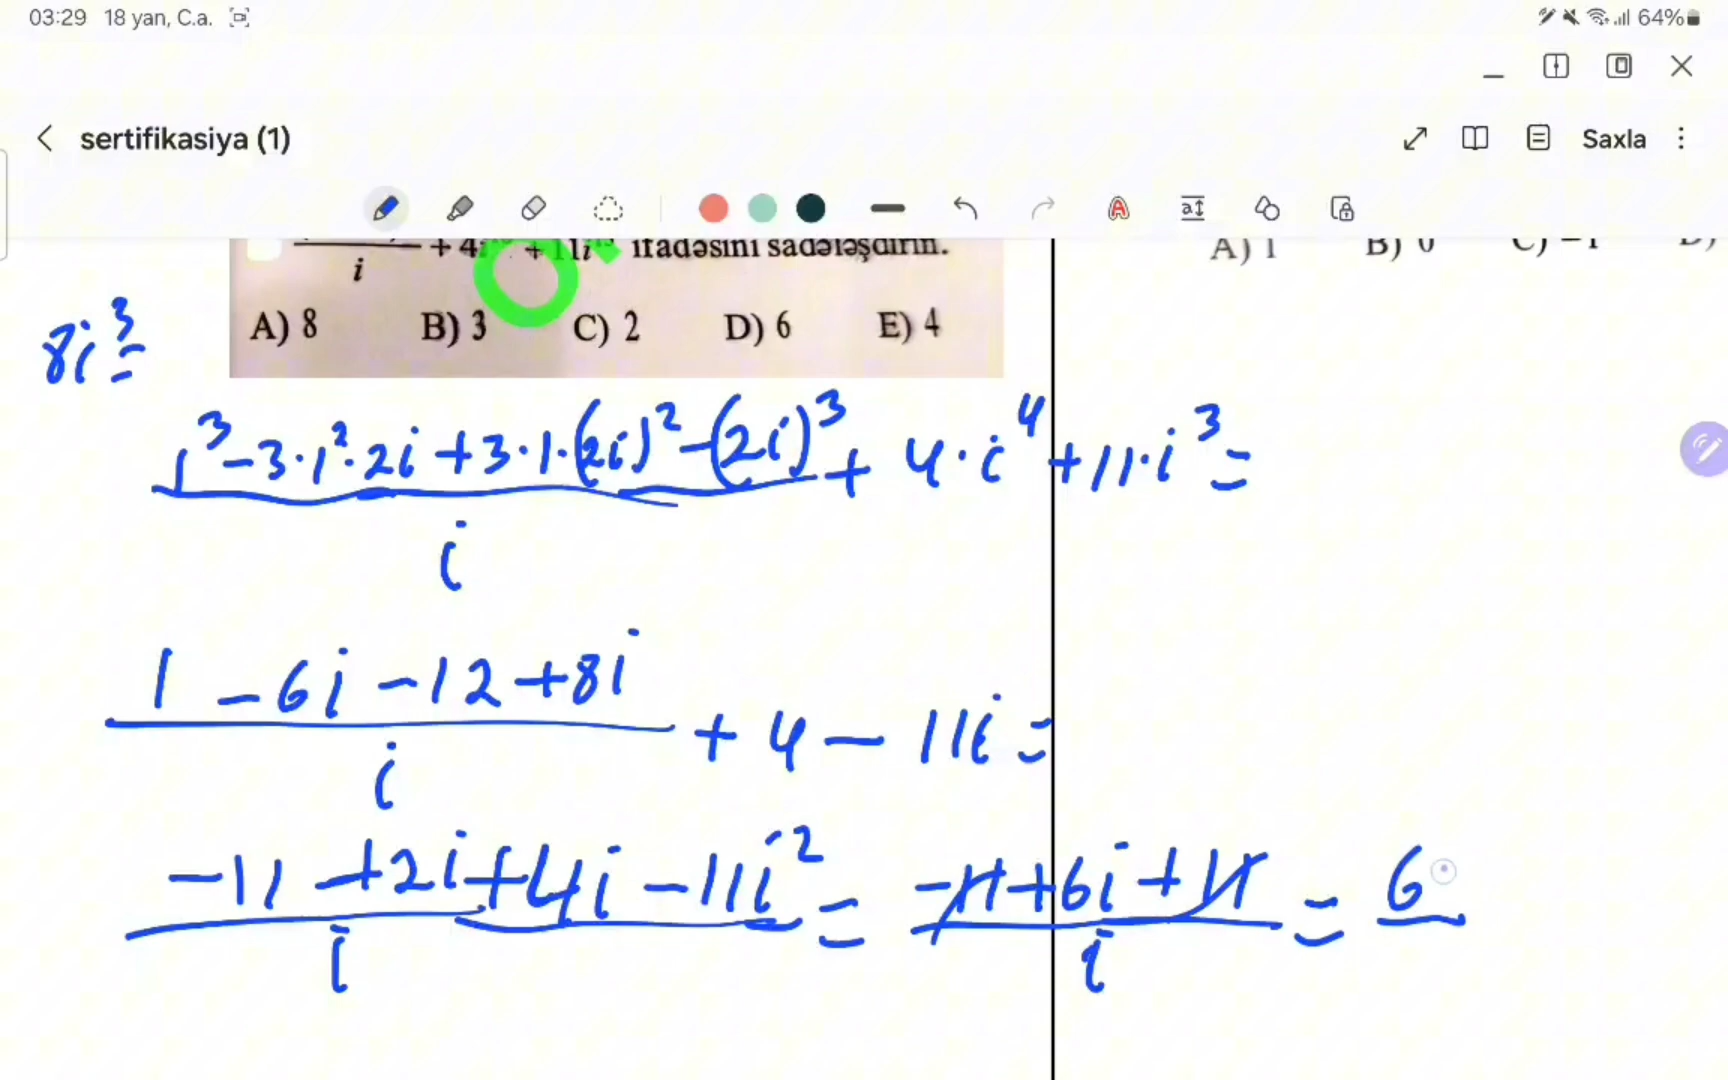 03:29 18 yan, C.a. 64%
sertifikasiya (1)
Saxla
i + 11i ifadəsini sadələşdirin.
A) 1 B) 0 C) −1 D)
A) 8 B) 3 C) 2 D) 6 E) 4
8i³=
1³−3·1²·2i+3·1·(2i)²−(2i)³ + 4·i⁴+11·i³=
i
1 −6i −12 +8i + 4 − 11i =
i
−11 +2i+4i −11i² = −11+6i+11 = 6
i i